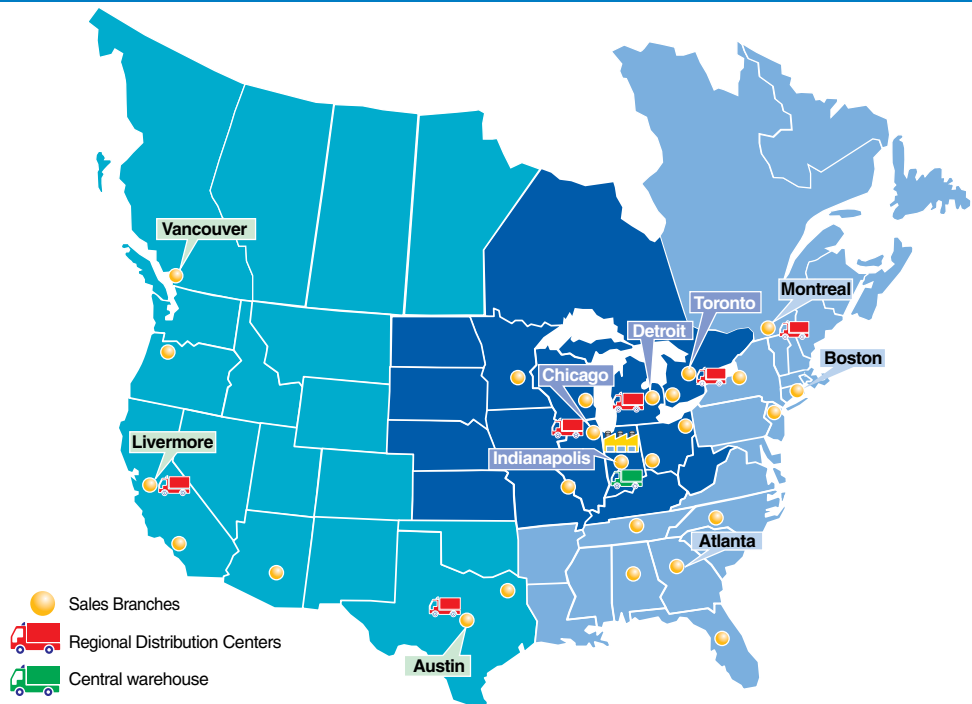 Vancouver
Montreal
Toronto
Detroit
Boston
Chicago
Livermore
Indianapolis
Atlanta
Sales Branches
Regional Distribution Centers
Austin
Central warehouse